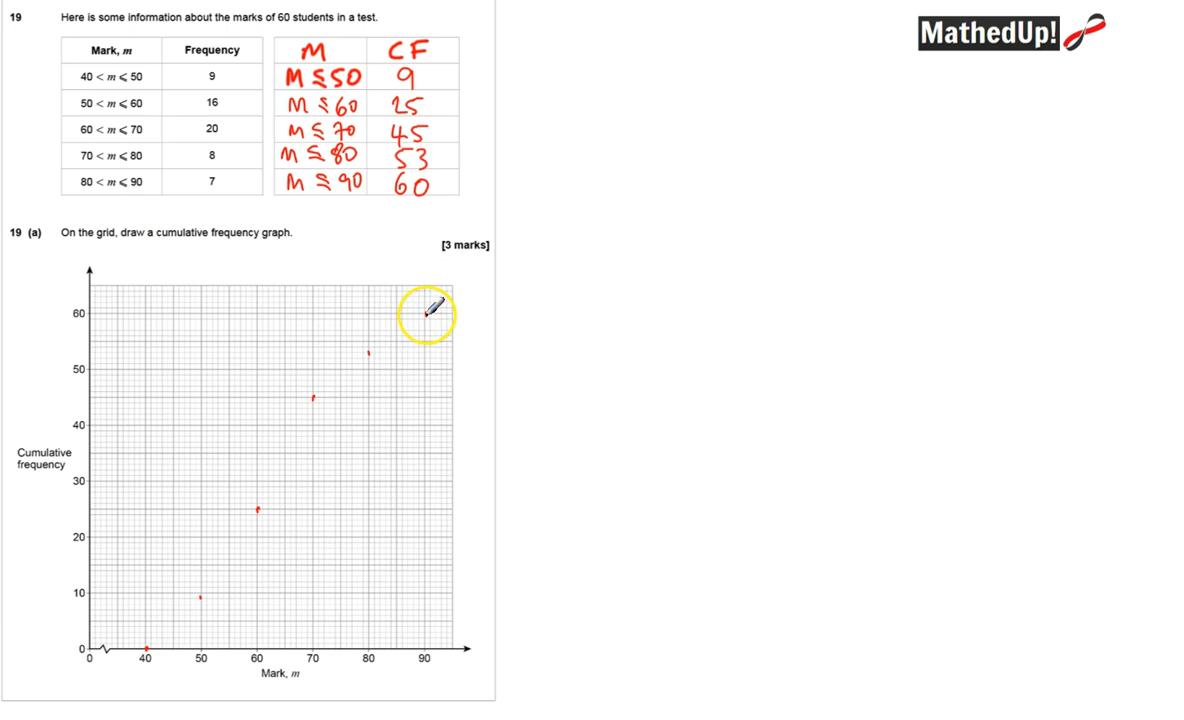 19 Here is some information about the marks of 60 students in a test.
MathedUp!
Mark, m Frequency M CF
40 < m ⩽ 50 9 M ≤ 50 9
50 < m ⩽ 60 16 M ≤ 60 25
60 < m ⩽ 70 20 M ≤ 70 45
70 < m ⩽ 80 8 M ≤ 80 53
80 < m ⩽ 90 7 M ≤ 90 60
19 (a) On the grid, draw a cumulative frequency graph.
[3 marks]
60
50
40
Cumulative
frequency
30
20
10
0
0 40 50 60 70 80 90
Mark, m